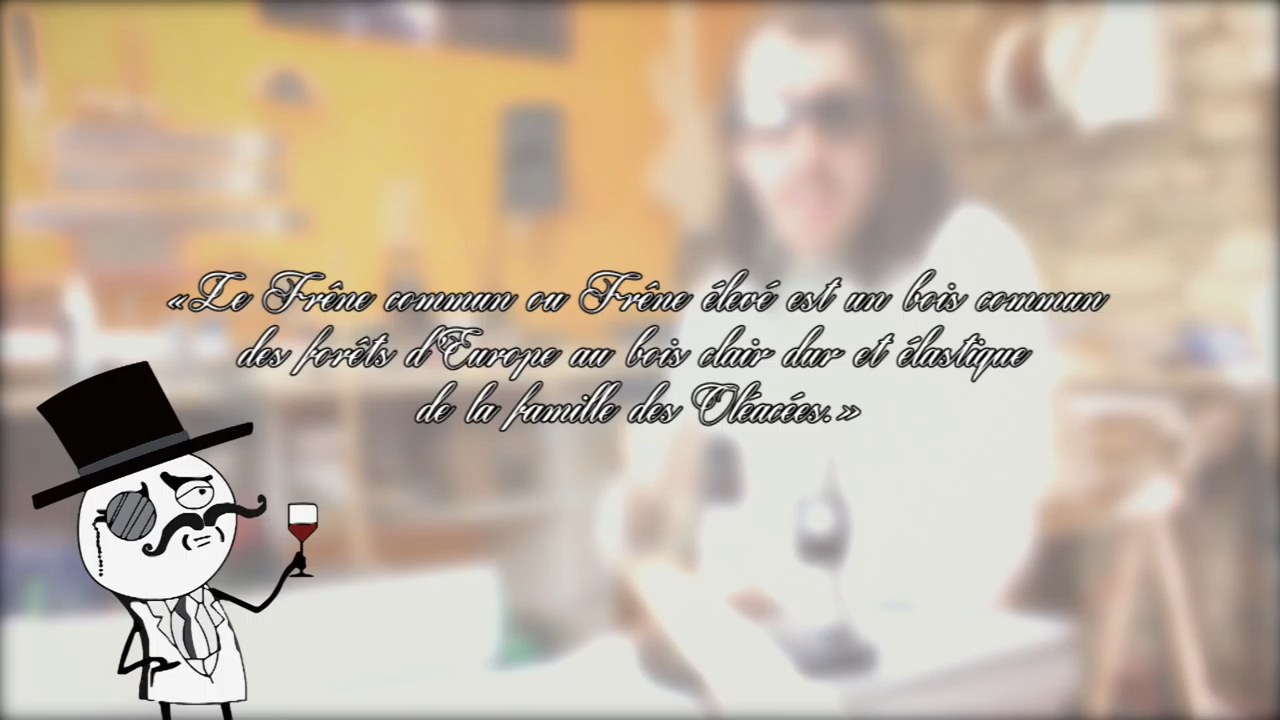 «Le Frêne commun ou Frêne élevé est un bois commun
des forêts d'Europe au bois clair dur et élastique
de la famille des Oléacées.»